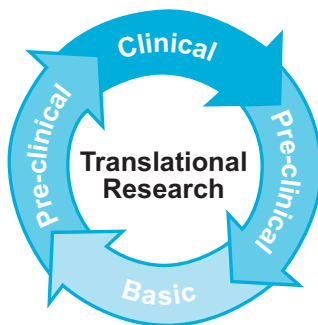 Clinical
Pre-clinical
Translational
Research
Pre-clinical
Basic